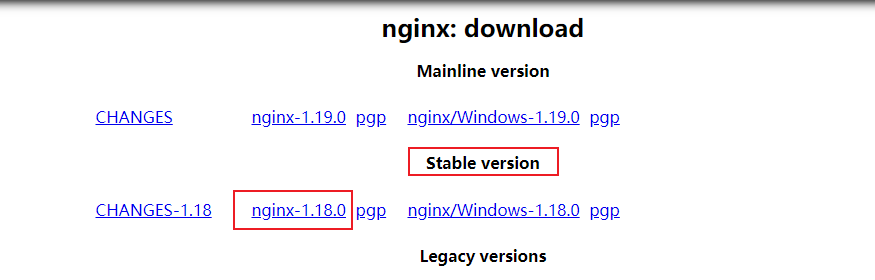 nginx: download
Mainline version
CHANGES nginx-1.19.0 pgp nginx/Windows-1.19.0 pgp
Stable version
CHANGES-1.18 nginx-1.18.0 pgp nginx/Windows-1.18.0 pgp
Legacy versions